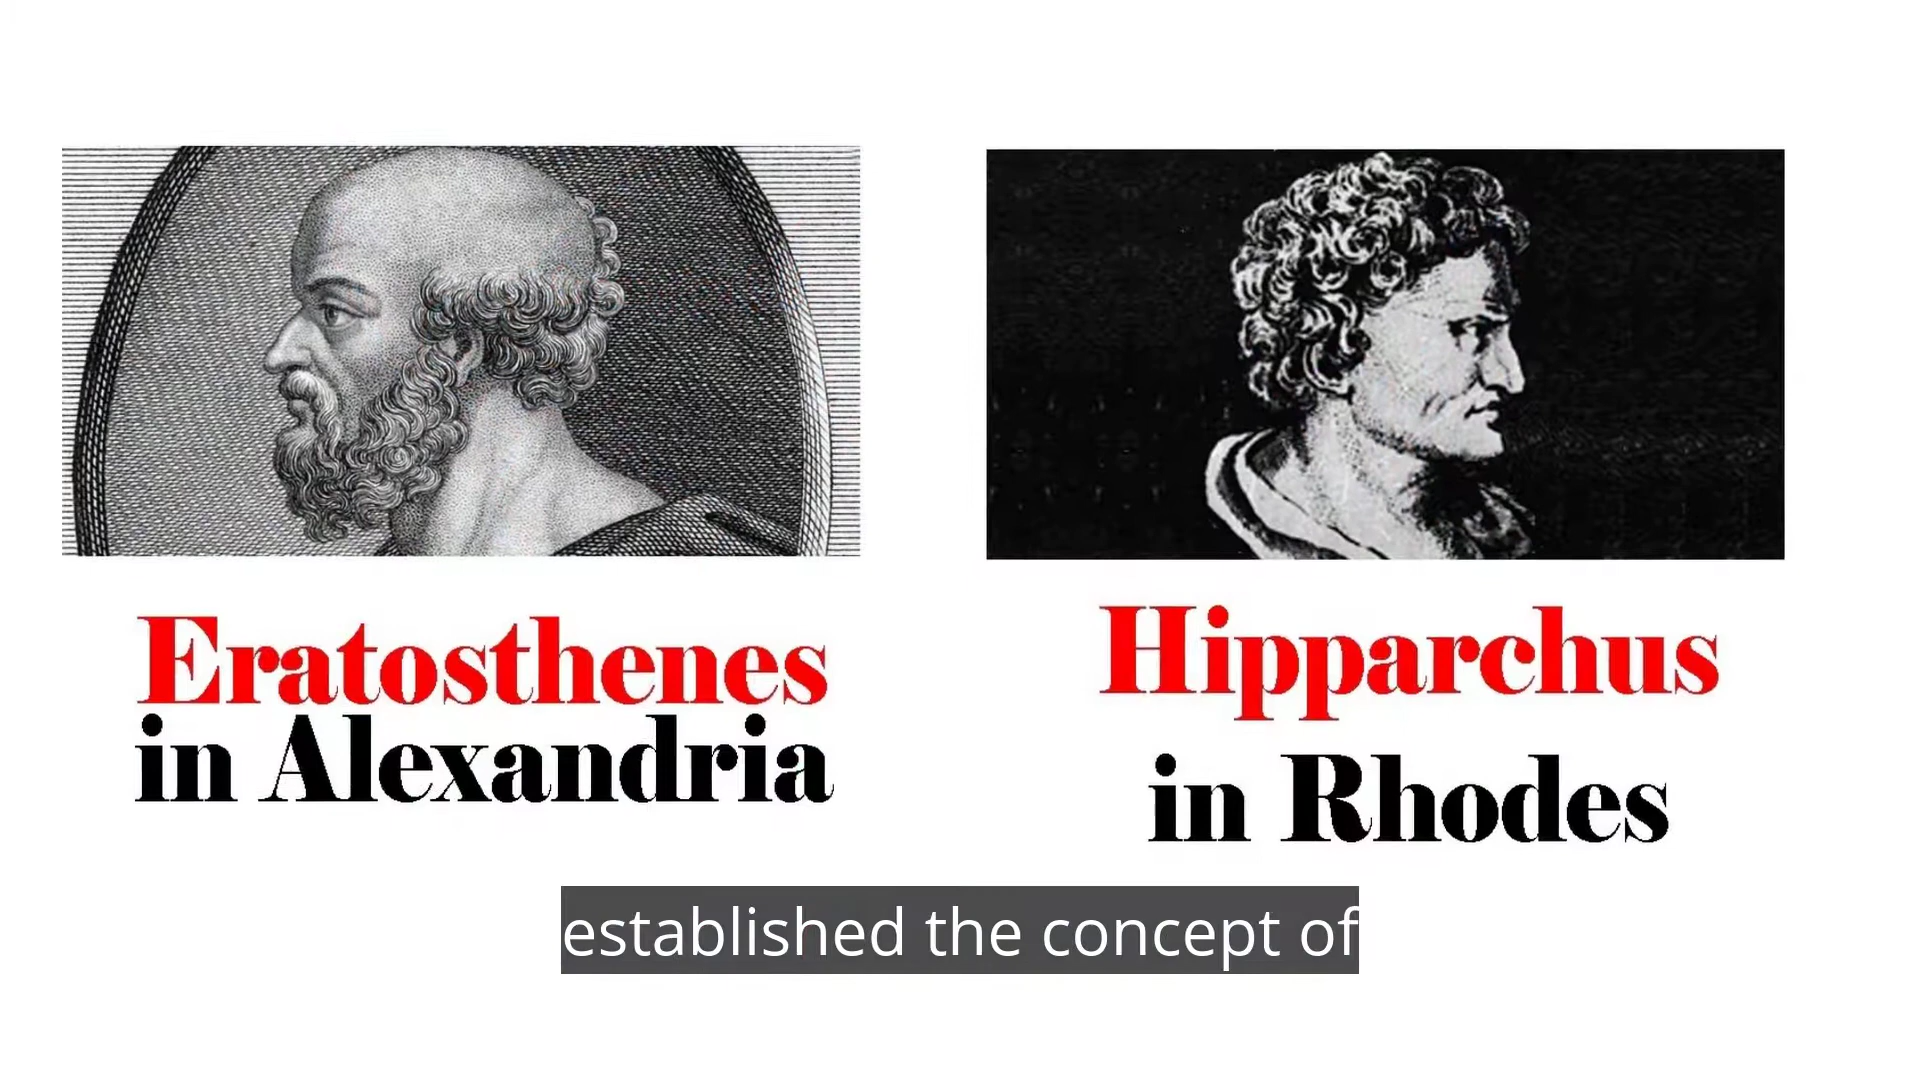 Eratosthenes
in Alexandria
Hipparchus
in Rhodes
established the concept of